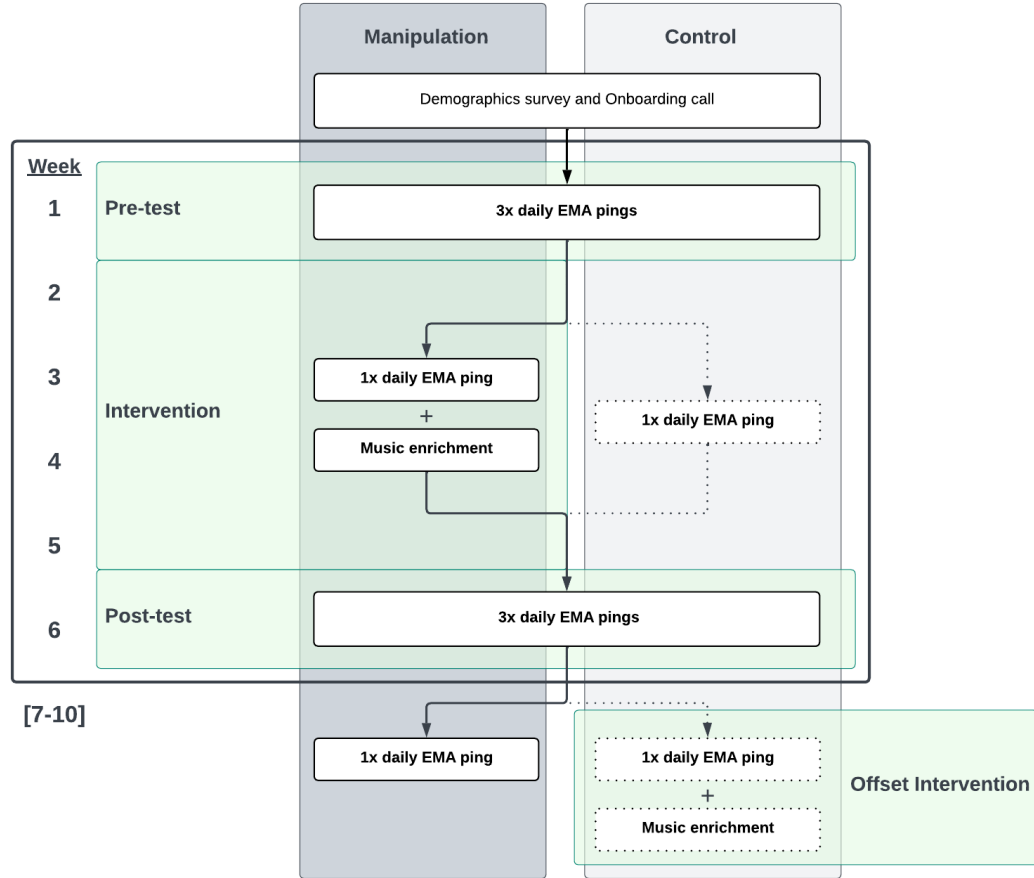 Manipulation
Control
Demographics survey and Onboarding call
Week
1
Pre-test
3x daily EMA pings
2
3
1x daily EMA ping
Intervention
+
1x daily EMA ping
4
Music enrichment
5
6
Post-test
3x daily EMA pings
[7-10]
1x daily EMA ping
1x daily EMA ping
Offset Intervention
+
Music enrichment